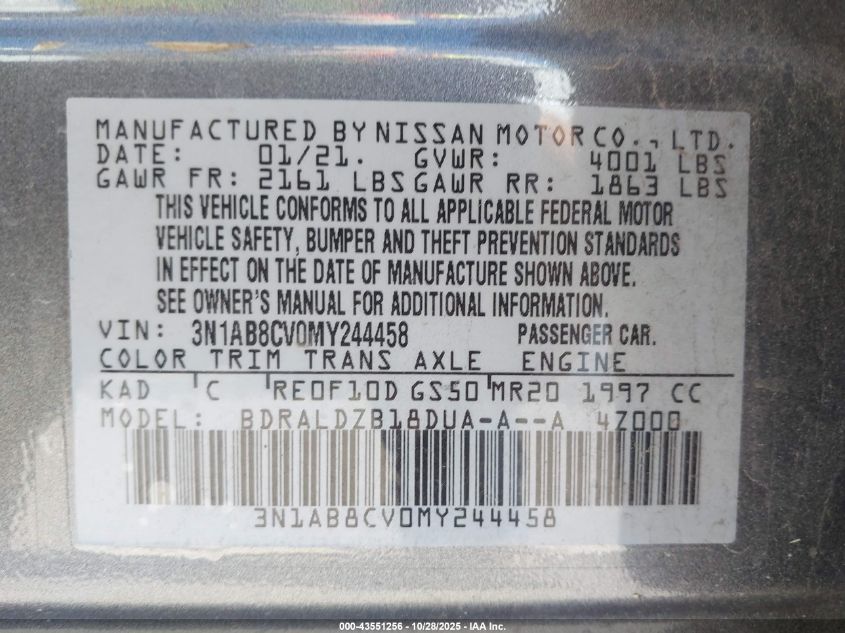 MANUFACTURED BY NISSAN MOTOR CO., LTD.
DATE: 01/21. GVWR: 4001 LBS
GAWR FR: 2161 LBS GAWR RR: 1863 LBS
THIS VEHICLE CONFORMS TO ALL APPLICABLE FEDERAL MOTOR
VEHICLE SAFETY, BUMPER AND THEFT PREVENTION STANDARDS
IN EFFECT ON THE DATE OF MANUFACTURE SHOWN ABOVE.
SEE OWNER'S MANUAL FOR ADDITIONAL INFORMATION.
VIN: 3N1AB8CV0MY244458 PASSENGER CAR.
COLOR TRIM TRANS AXLE ENGINE
KAD C RE0F10D GS50 MR20 1997 CC
MODEL: BDRALDZB18DUA-A--A 4Z000
3N1AB8CV0MY244458
000-43551256 - 10/28/2025 - IAA Inc.